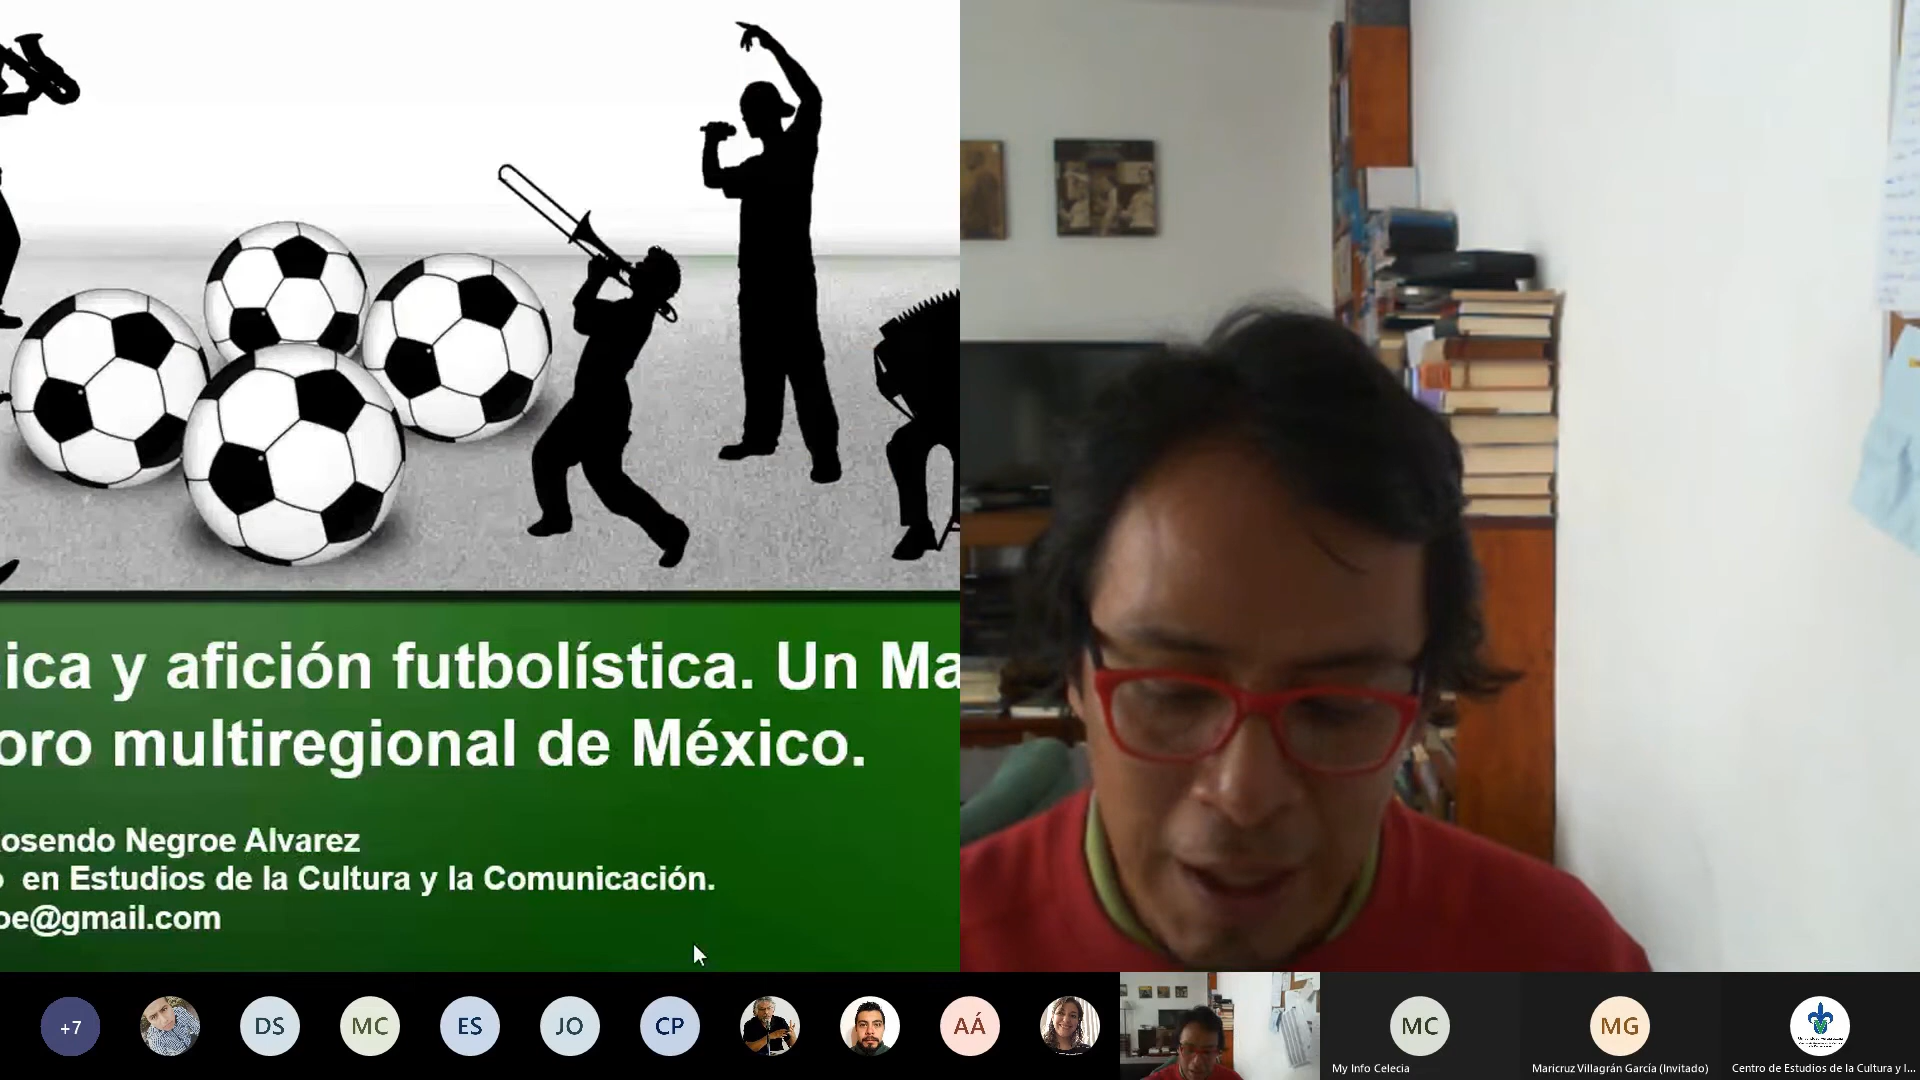 ica y afición futbolística. Un Ma
oro multiregional de México.
osendo Negroe Alvarez
o en Estudios de la Cultura y la Comunicación.
oe@gmail.com
+7
DS
MC
ES
JO
CP
AÁ
MC
MG
My Info Celecia
Maricruz Villagrán García (Invitado)
Centro de Estudios de la Cultura y l...